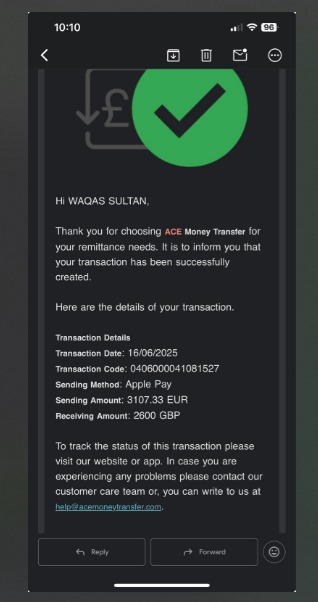 10:10
96
£
Hi WAQAS SULTAN,
Thank you for choosing ACE Money Transfer for
your remittance needs. It is to inform you that
your transaction has been successfully
created.
Here are the details of your transaction.
Transaction Details
Transaction Date: 16/06/2025
Transaction Code: 0406000041081527
Sending Method: Apple Pay
Sending Amount: 3107.33 EUR
Receiving Amount: 2600 GBP
To track the status of this transaction please
visit our website or app. In case you are
experiencing any problems please contact our
customer care team or, you can write to us at
help@acemoneytransfer.com.
Reply
Forward